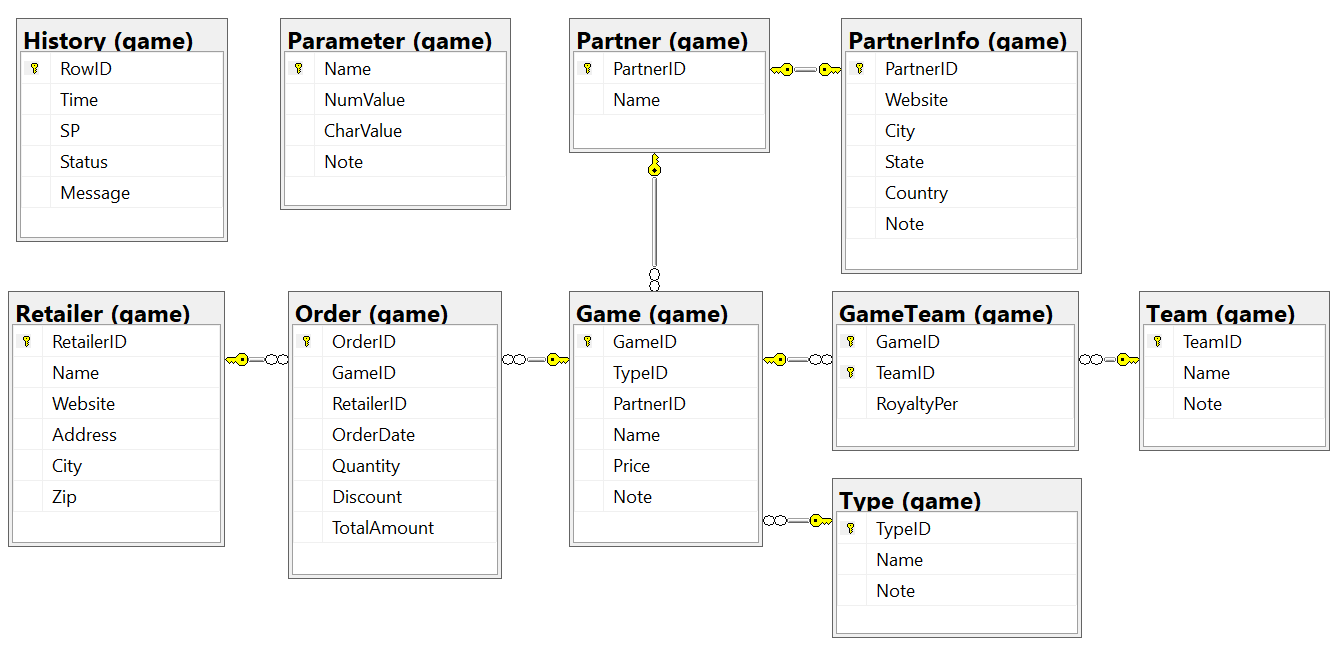 History (game)
RowID
Time
SP
Status
Message
Parameter (game)
Name
NumValue
CharValue
Note
Partner (game)
PartnerID
Name
PartnerInfo (game)
PartnerID
Website
City
State
Country
Note
Retailer (game)
RetailerID
Name
Website
Address
City
Zip
Order (game)
OrderID
GameID
RetailerID
OrderDate
Quantity
Discount
TotalAmount
Game (game)
GameID
TypeID
PartnerID
Name
Price
Note
GameTeam (game)
GameID
TeamID
RoyaltyPer
Team (game)
TeamID
Name
Note
Type (game)
TypeID
Name
Note